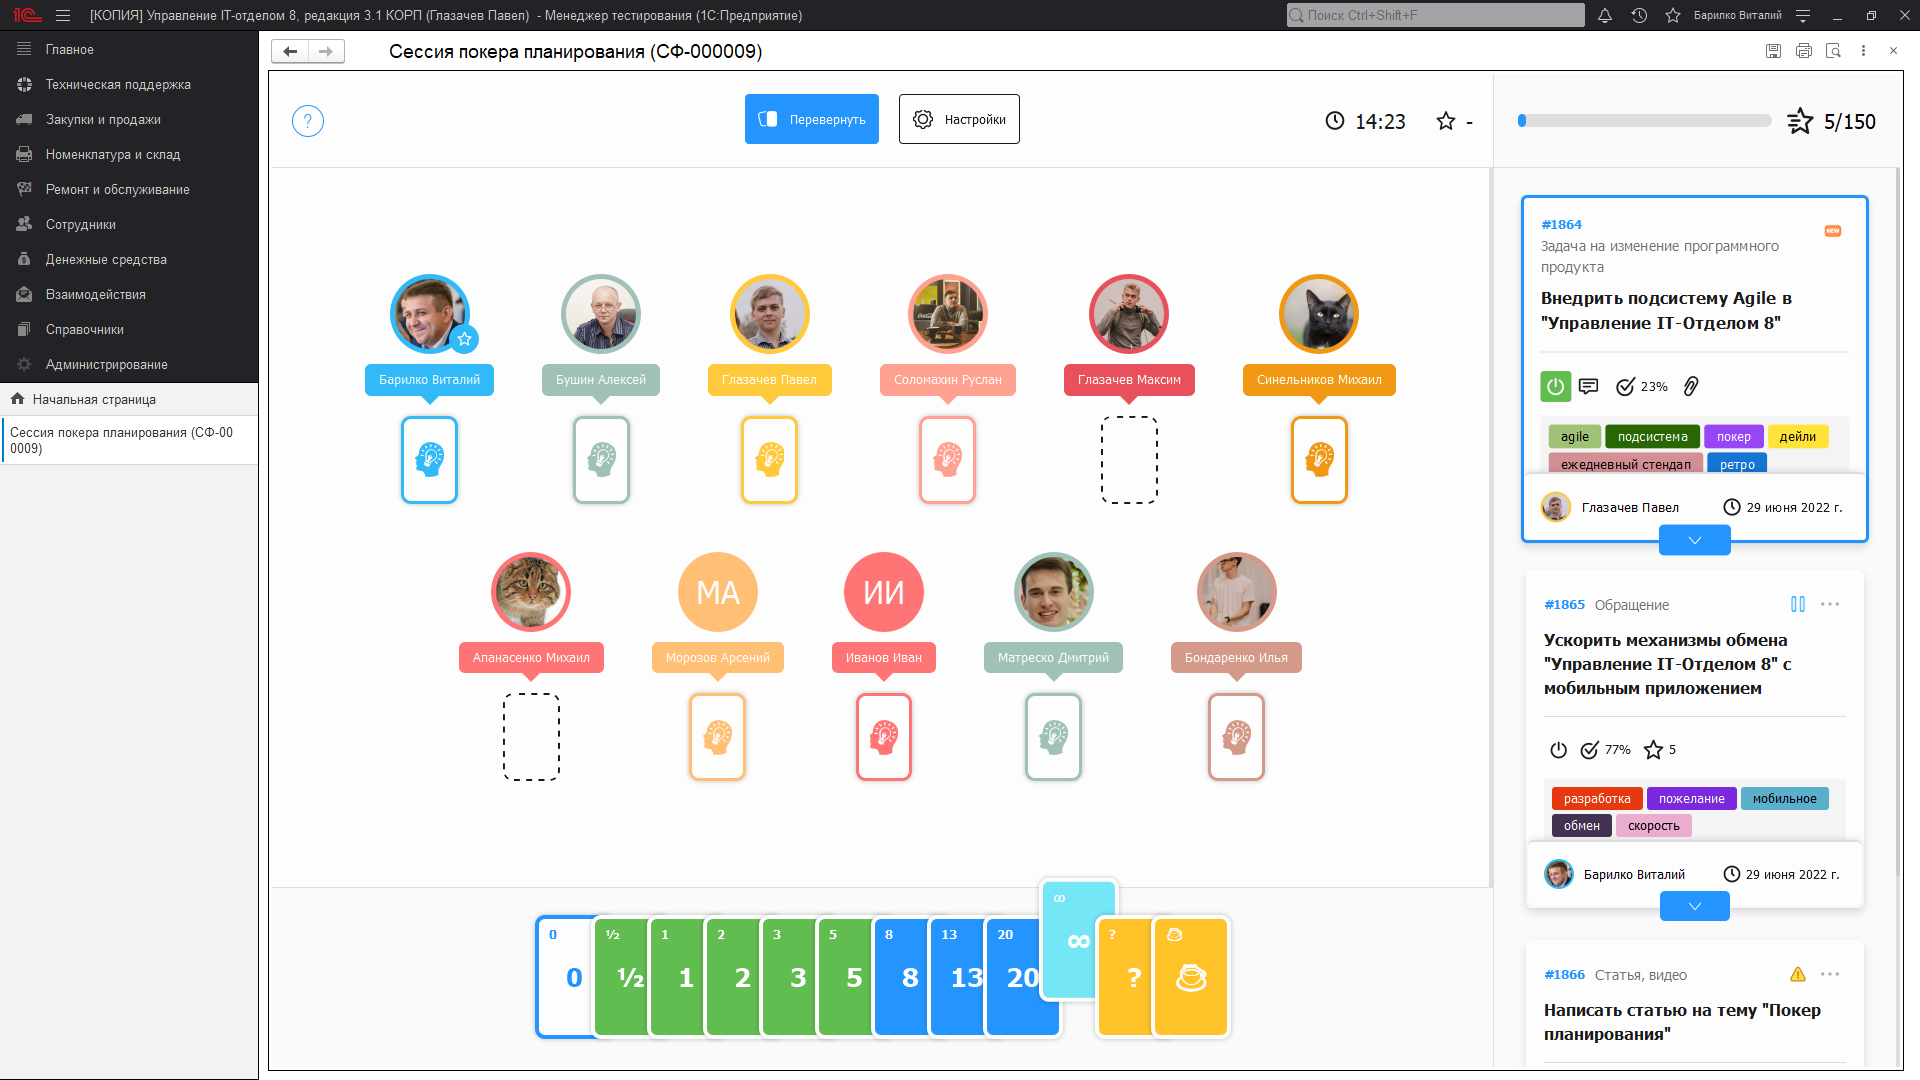 [КОПИЯ] Управление IT-отделом 8, редакция 3.1 КОРП (Глазачев Павел) - Менеджер тестирования (1С:Предприятие)
Поиск Ctrl+Shift+F
Барилко Виталий
Главное
Техническая поддержка
Закупки и продажи
Номенклатура и склад
Ремонт и обслуживание
Сотрудники
Денежные средства
Взаимодействия
Справочники
Администрирование
Начальная страница
Сессия покера планирования (СФ-00
0009)
Сессия покера планирования (СФ-000009)
?
Перевернуть
Настройки
14:23
-
5/150
Барилко Виталий
Бушин Алексей
Глазачев Павел
Соломахин Руслан
Глазачев Максим
Синельников Михаил
МА
ИИ
Апанасенко Михаил
Морозов Арсений
Иванов Иван
Матреско Дмитрий
Бондаренко Илья
0
0
½
½
1
1
2
2
3
3
5
5
8
8
13
13
20
20
∞
∞
?
?
#1864
NEW
Задача на изменение программного
продукта
Внедрить подсистему Agile в
"Управление IT-Отделом 8"
23%
agile
подсистема
покер
дейли
ежедневный стендап
ретро
Глазачев Павел
29 июня 2022 г.
#1865 Обращение
Ускорить механизмы обмена
"Управление IT-Отделом 8" с
мобильным приложением
77%
5
разработка
пожелание
мобильное
обмен
скорость
Барилко Виталий
29 июня 2022 г.
#1866 Статья, видео
Написать статью на тему "Покер
планирования"